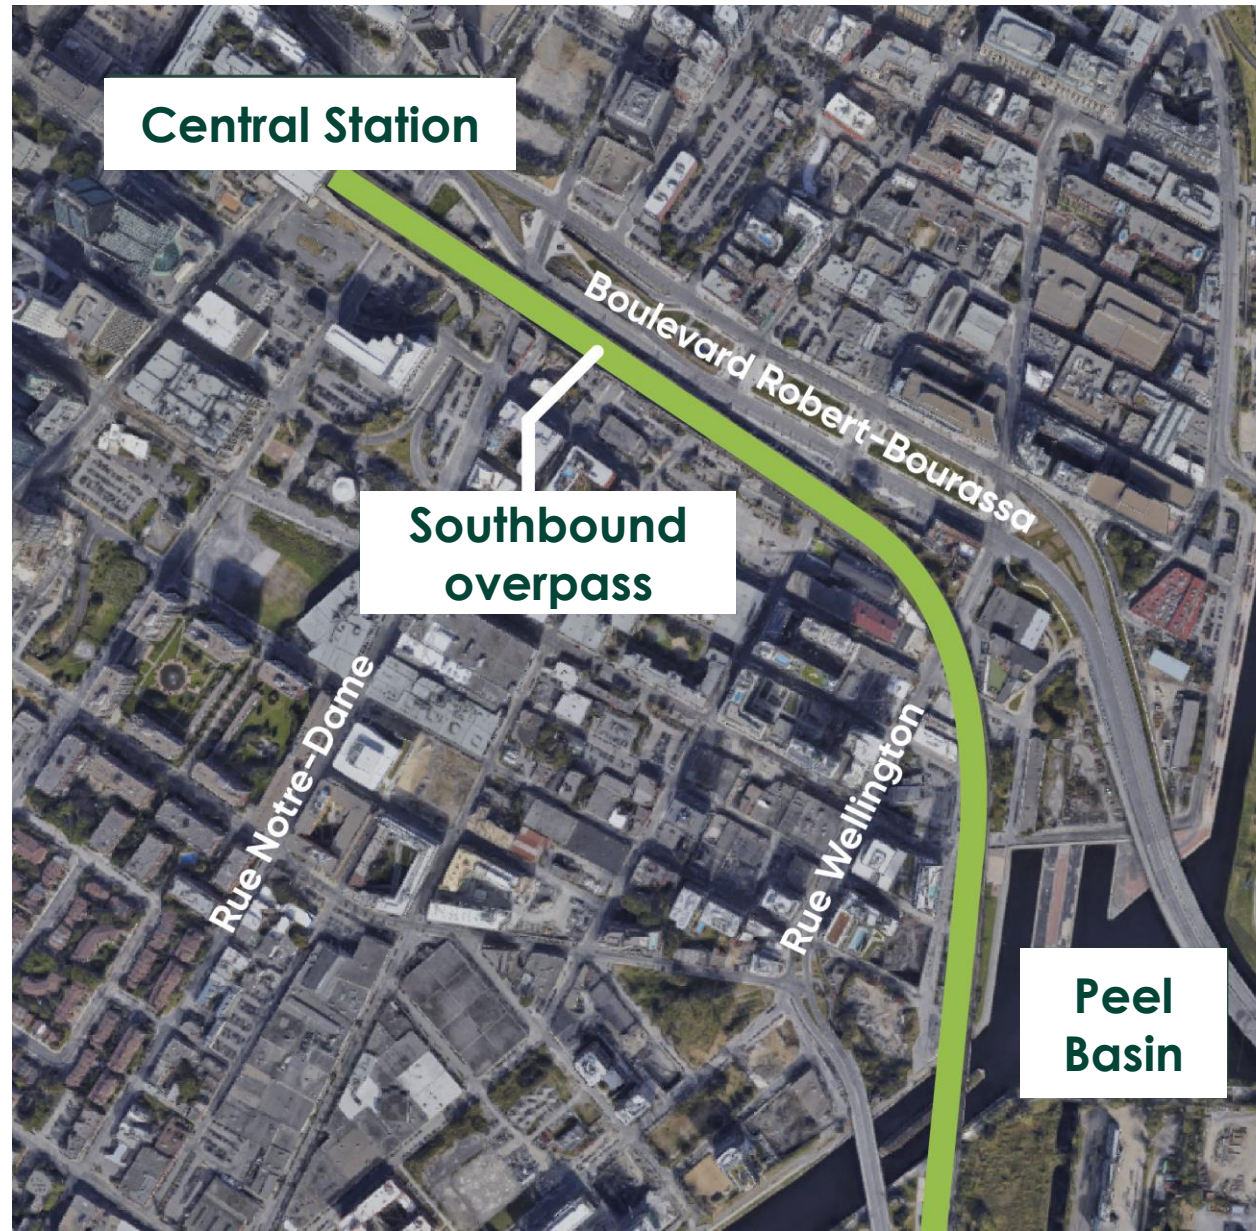 Central Station
Boulevard Robert-Bourassa
Southbound
overpass
Rue Notre-Dame
Rue Wellington
Peel
Basin